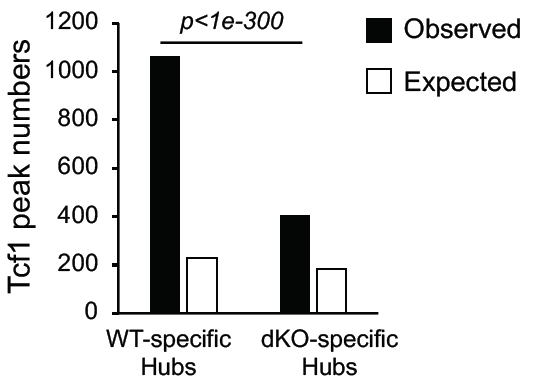 p<1e-300
Observed
Expected
Tcf1 peak numbers
1200
1000
800
600
400
200
0
WT-specific
Hubs
dKO-specific
Hubs